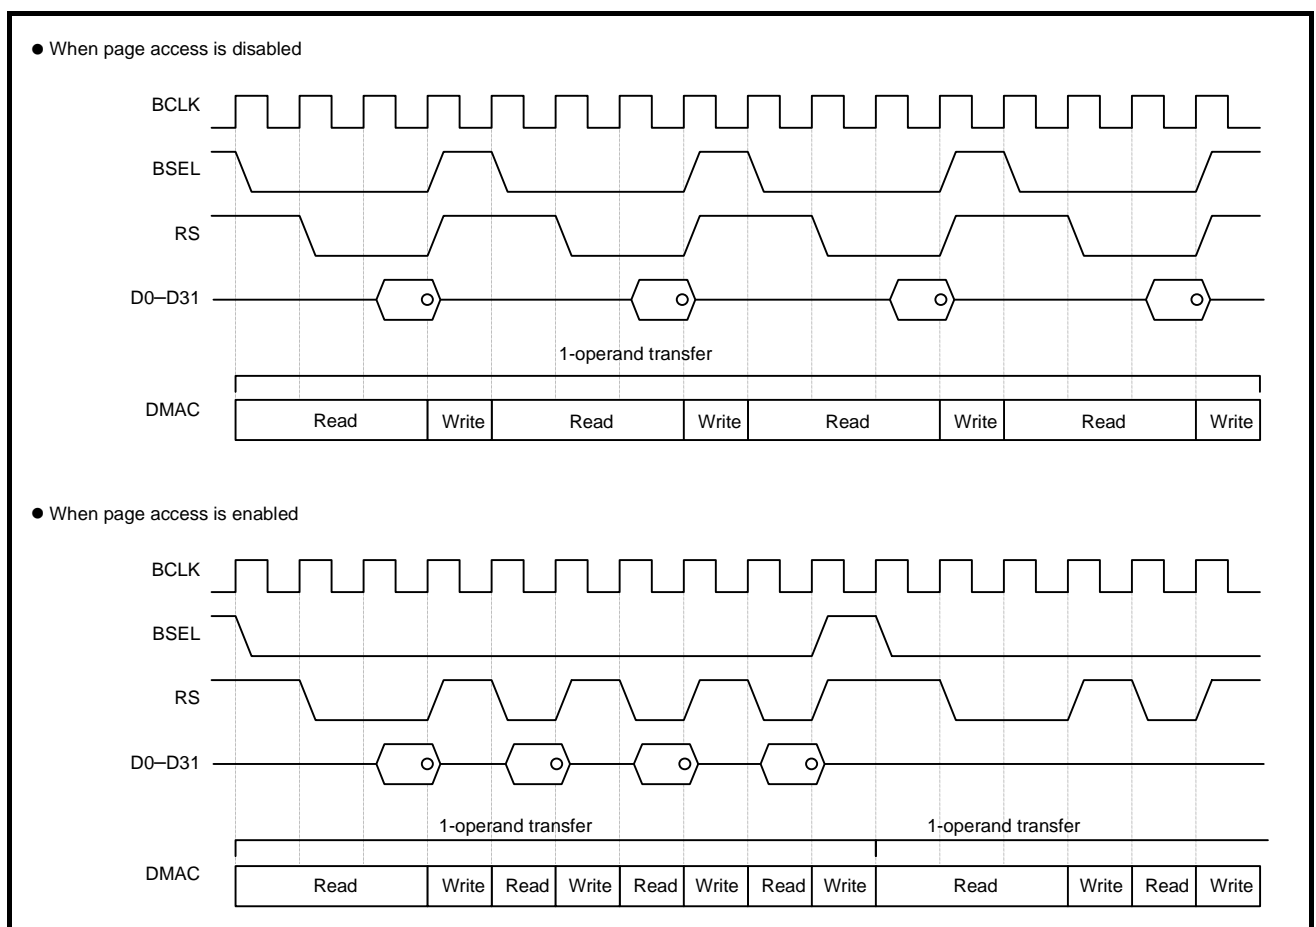 ● When page access is disabled
BCLK
BSEL
RS
D0–D31
1-operand transfer
DMAC Read Write Read Write Read Write Read Write
● When page access is enabled
BCLK
BSEL
RS
D0–D31
1-operand transfer 1-operand transfer
DMAC Read Write Read Write Read Write Read Write Read Write Read Write